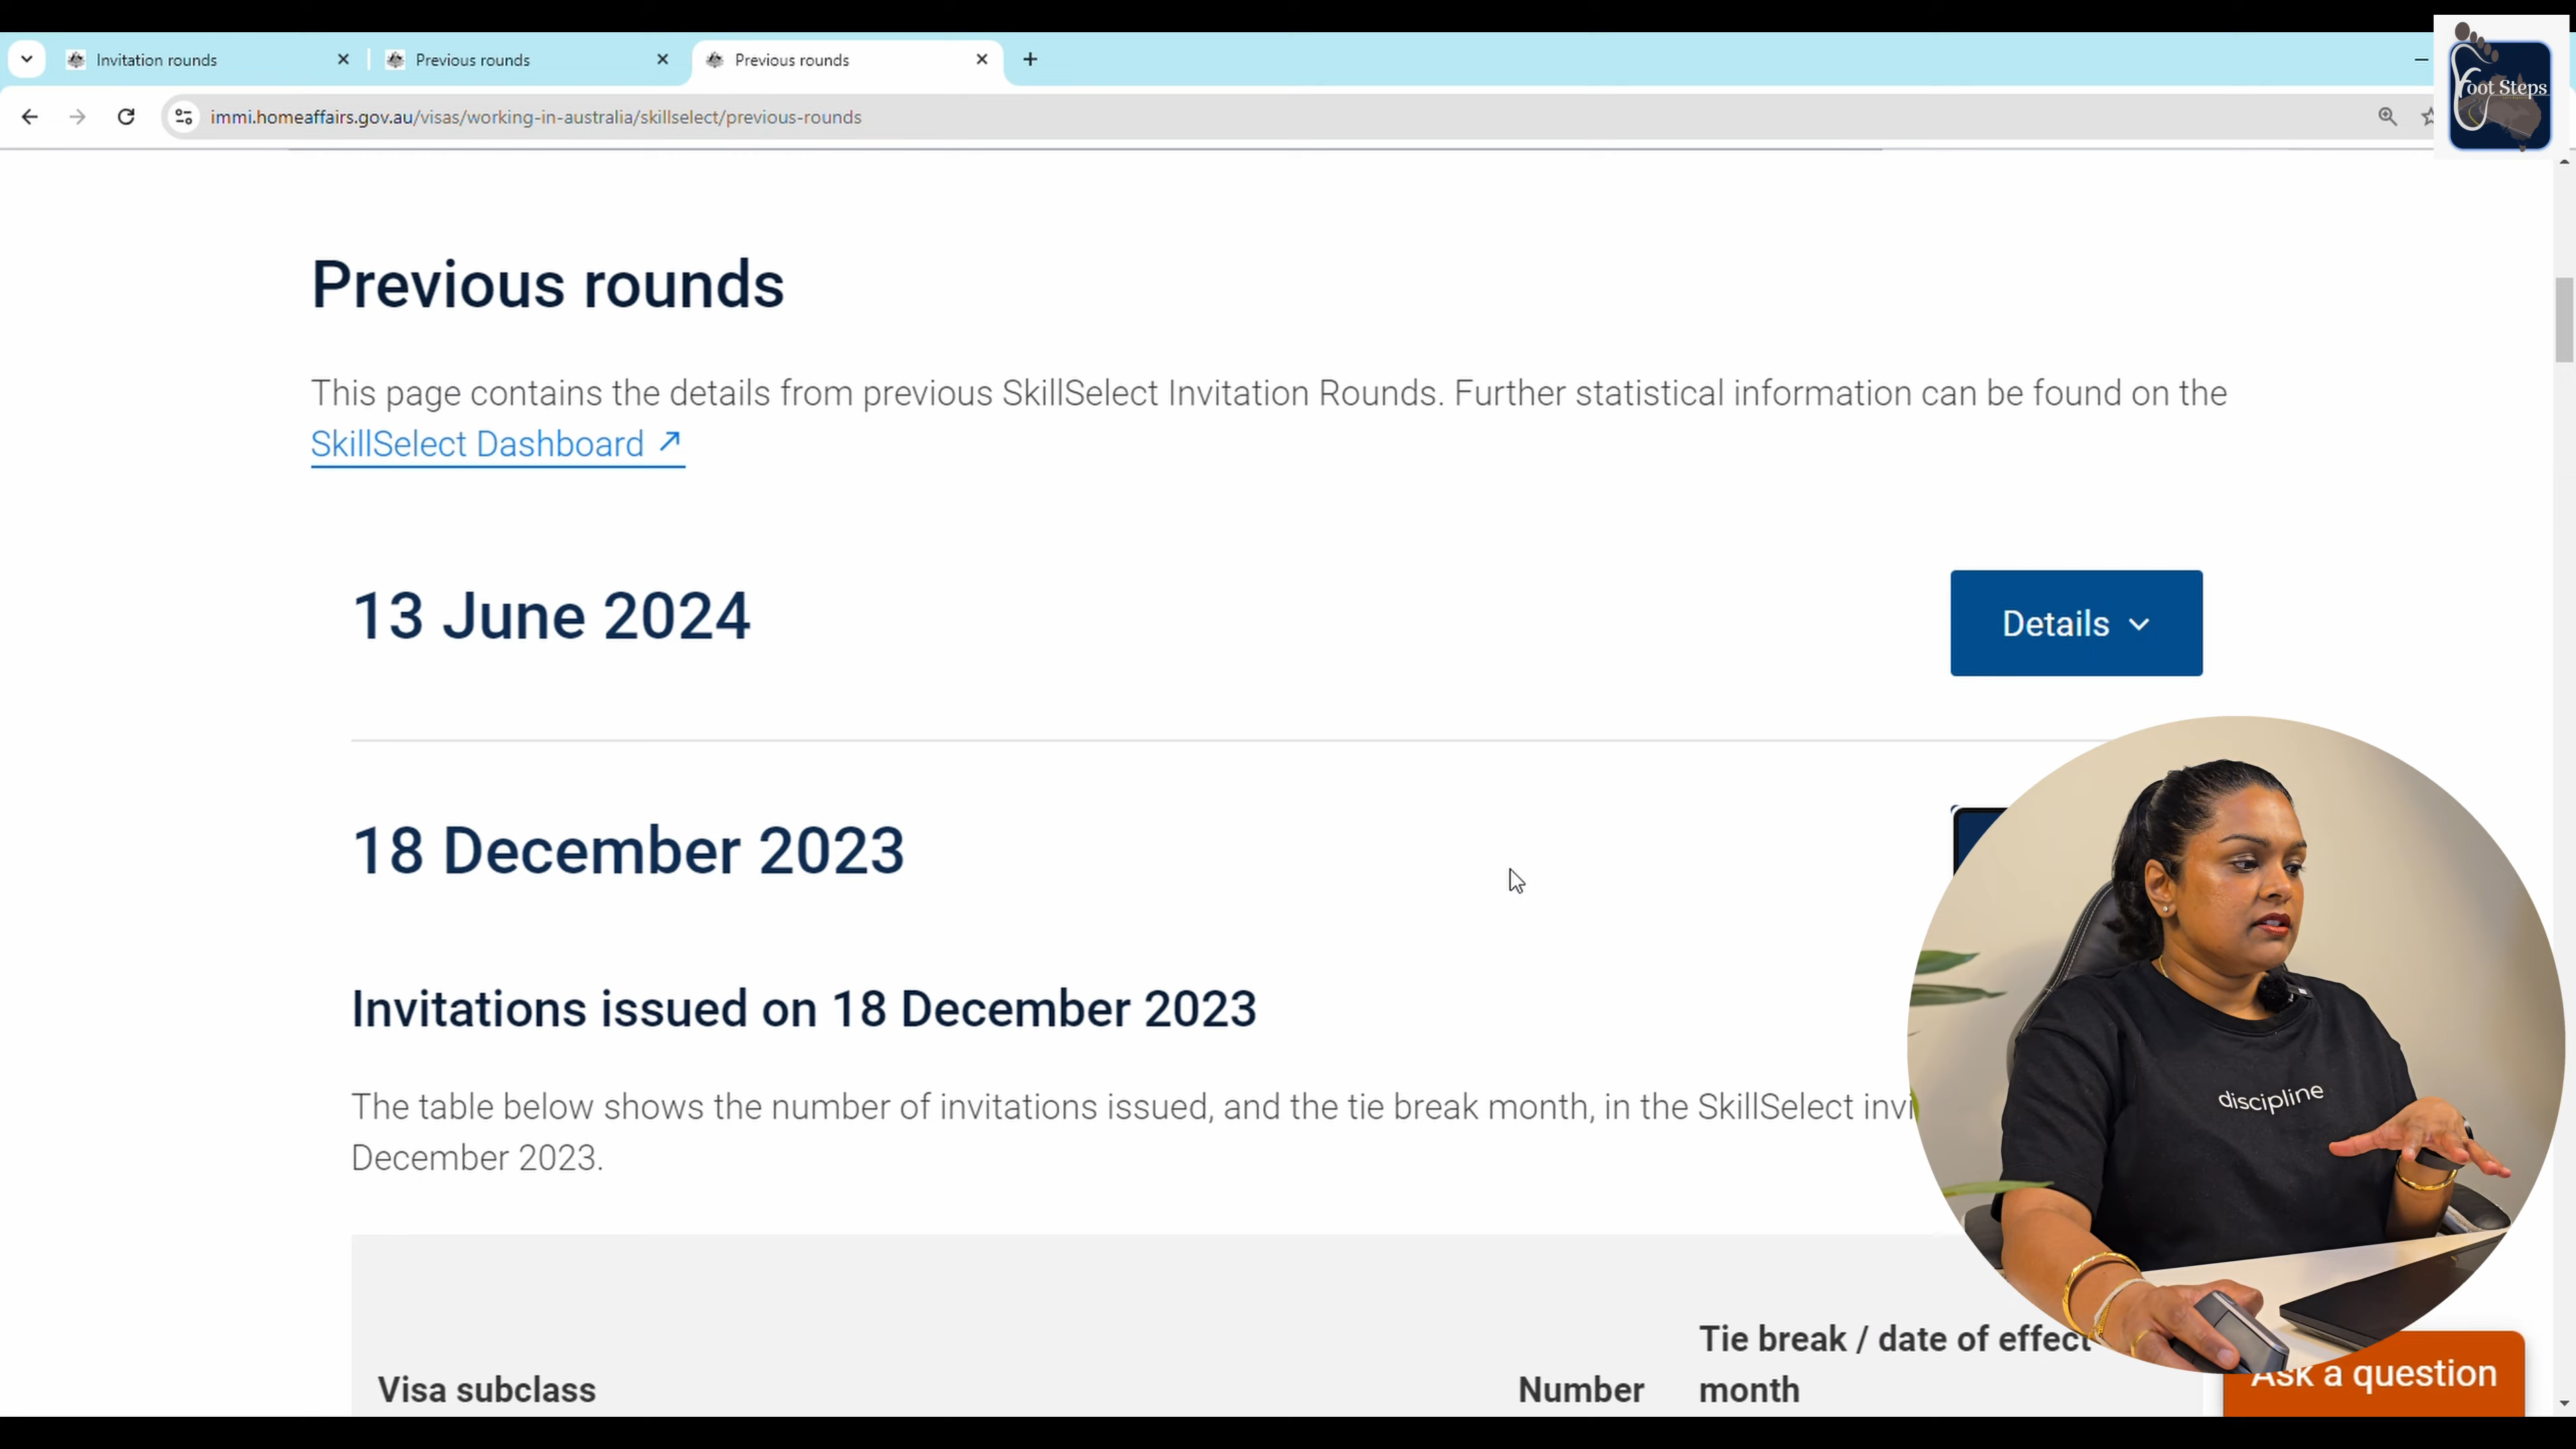 Invitation rounds
Previous rounds
Previous rounds
immi.homeaffairs.gov.au/visas/working-in-australia/skillselect/previous-rounds
Foot Steps
Previous rounds
This page contains the details from previous SkillSelect Invitation Rounds. Further statistical information can be found on the
SkillSelect Dashboard
13 June 2024
Details
18 December 2023
Invitations issued on 18 December 2023
The table below shows the number of invitations issued, and the tie break month, in the SkillSelect invi
December 2023.
discipline
Tie break / date of effect
Visa subclass
Number
month
Ask a question